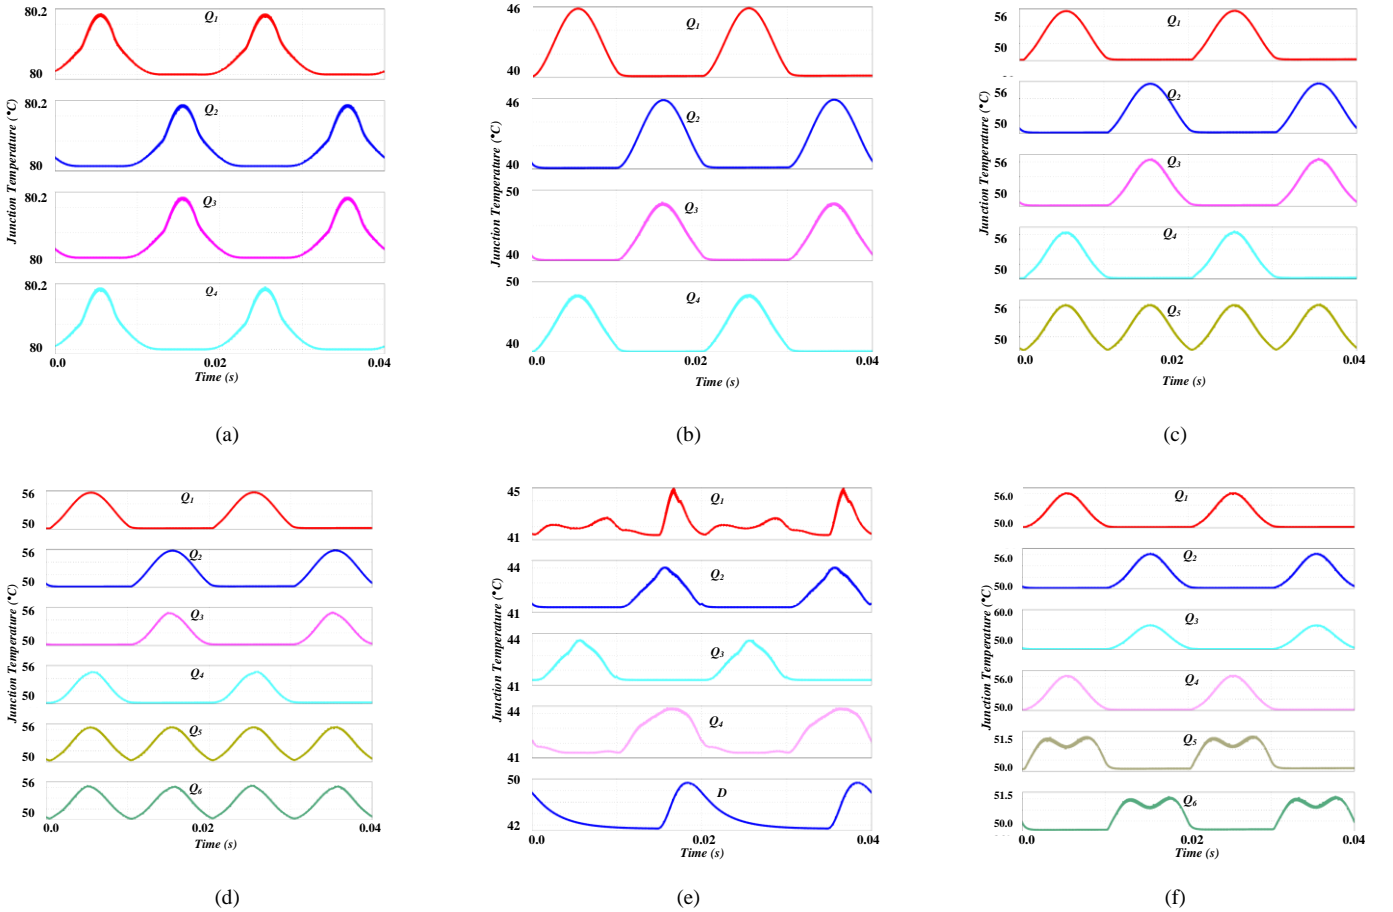 80.2
Q1
80
80.2
Q2
80
80.2
Q3
80
80.2
Q4
80
0.0
0.02
0.04
Time (s)
Junction Temperature (°C)
(a)
46
Q1
40
46
Q2
40
50
Q3
40
50
Q4
40
0.0
0.02
0.04
Time (s)
Junction Temperature (°C)
(b)
56
Q1
50
56
Q2
50
56
Q3
50
56
Q4
50
56
Q5
50
0.0
0.02
0.04
Time (s)
Junction Temperature (°C)
(c)
56
Q1
50
56
Q2
50
56
Q3
50
56
Q4
50
56
Q5
50
56
Q6
50
0.0
0.02
0.04
Time (s)
Junction Temperature (°C)
(d)
45
Q1
41
44
Q2
41
44
Q3
41
44
Q4
41
50
D
42
0.0
0.02
0.04
Time (s)
Junction Temperature (°C)
(e)
56.0
Q1
50.0
56.0
Q2
50.0
60.0
Q3
50.0
56.0
Q4
50.0
51.5
Q5
50.0
51.5
Q6
50.0
0.0
0.02
0.04
Time (s)
Junction Temperature (°C)
(f)